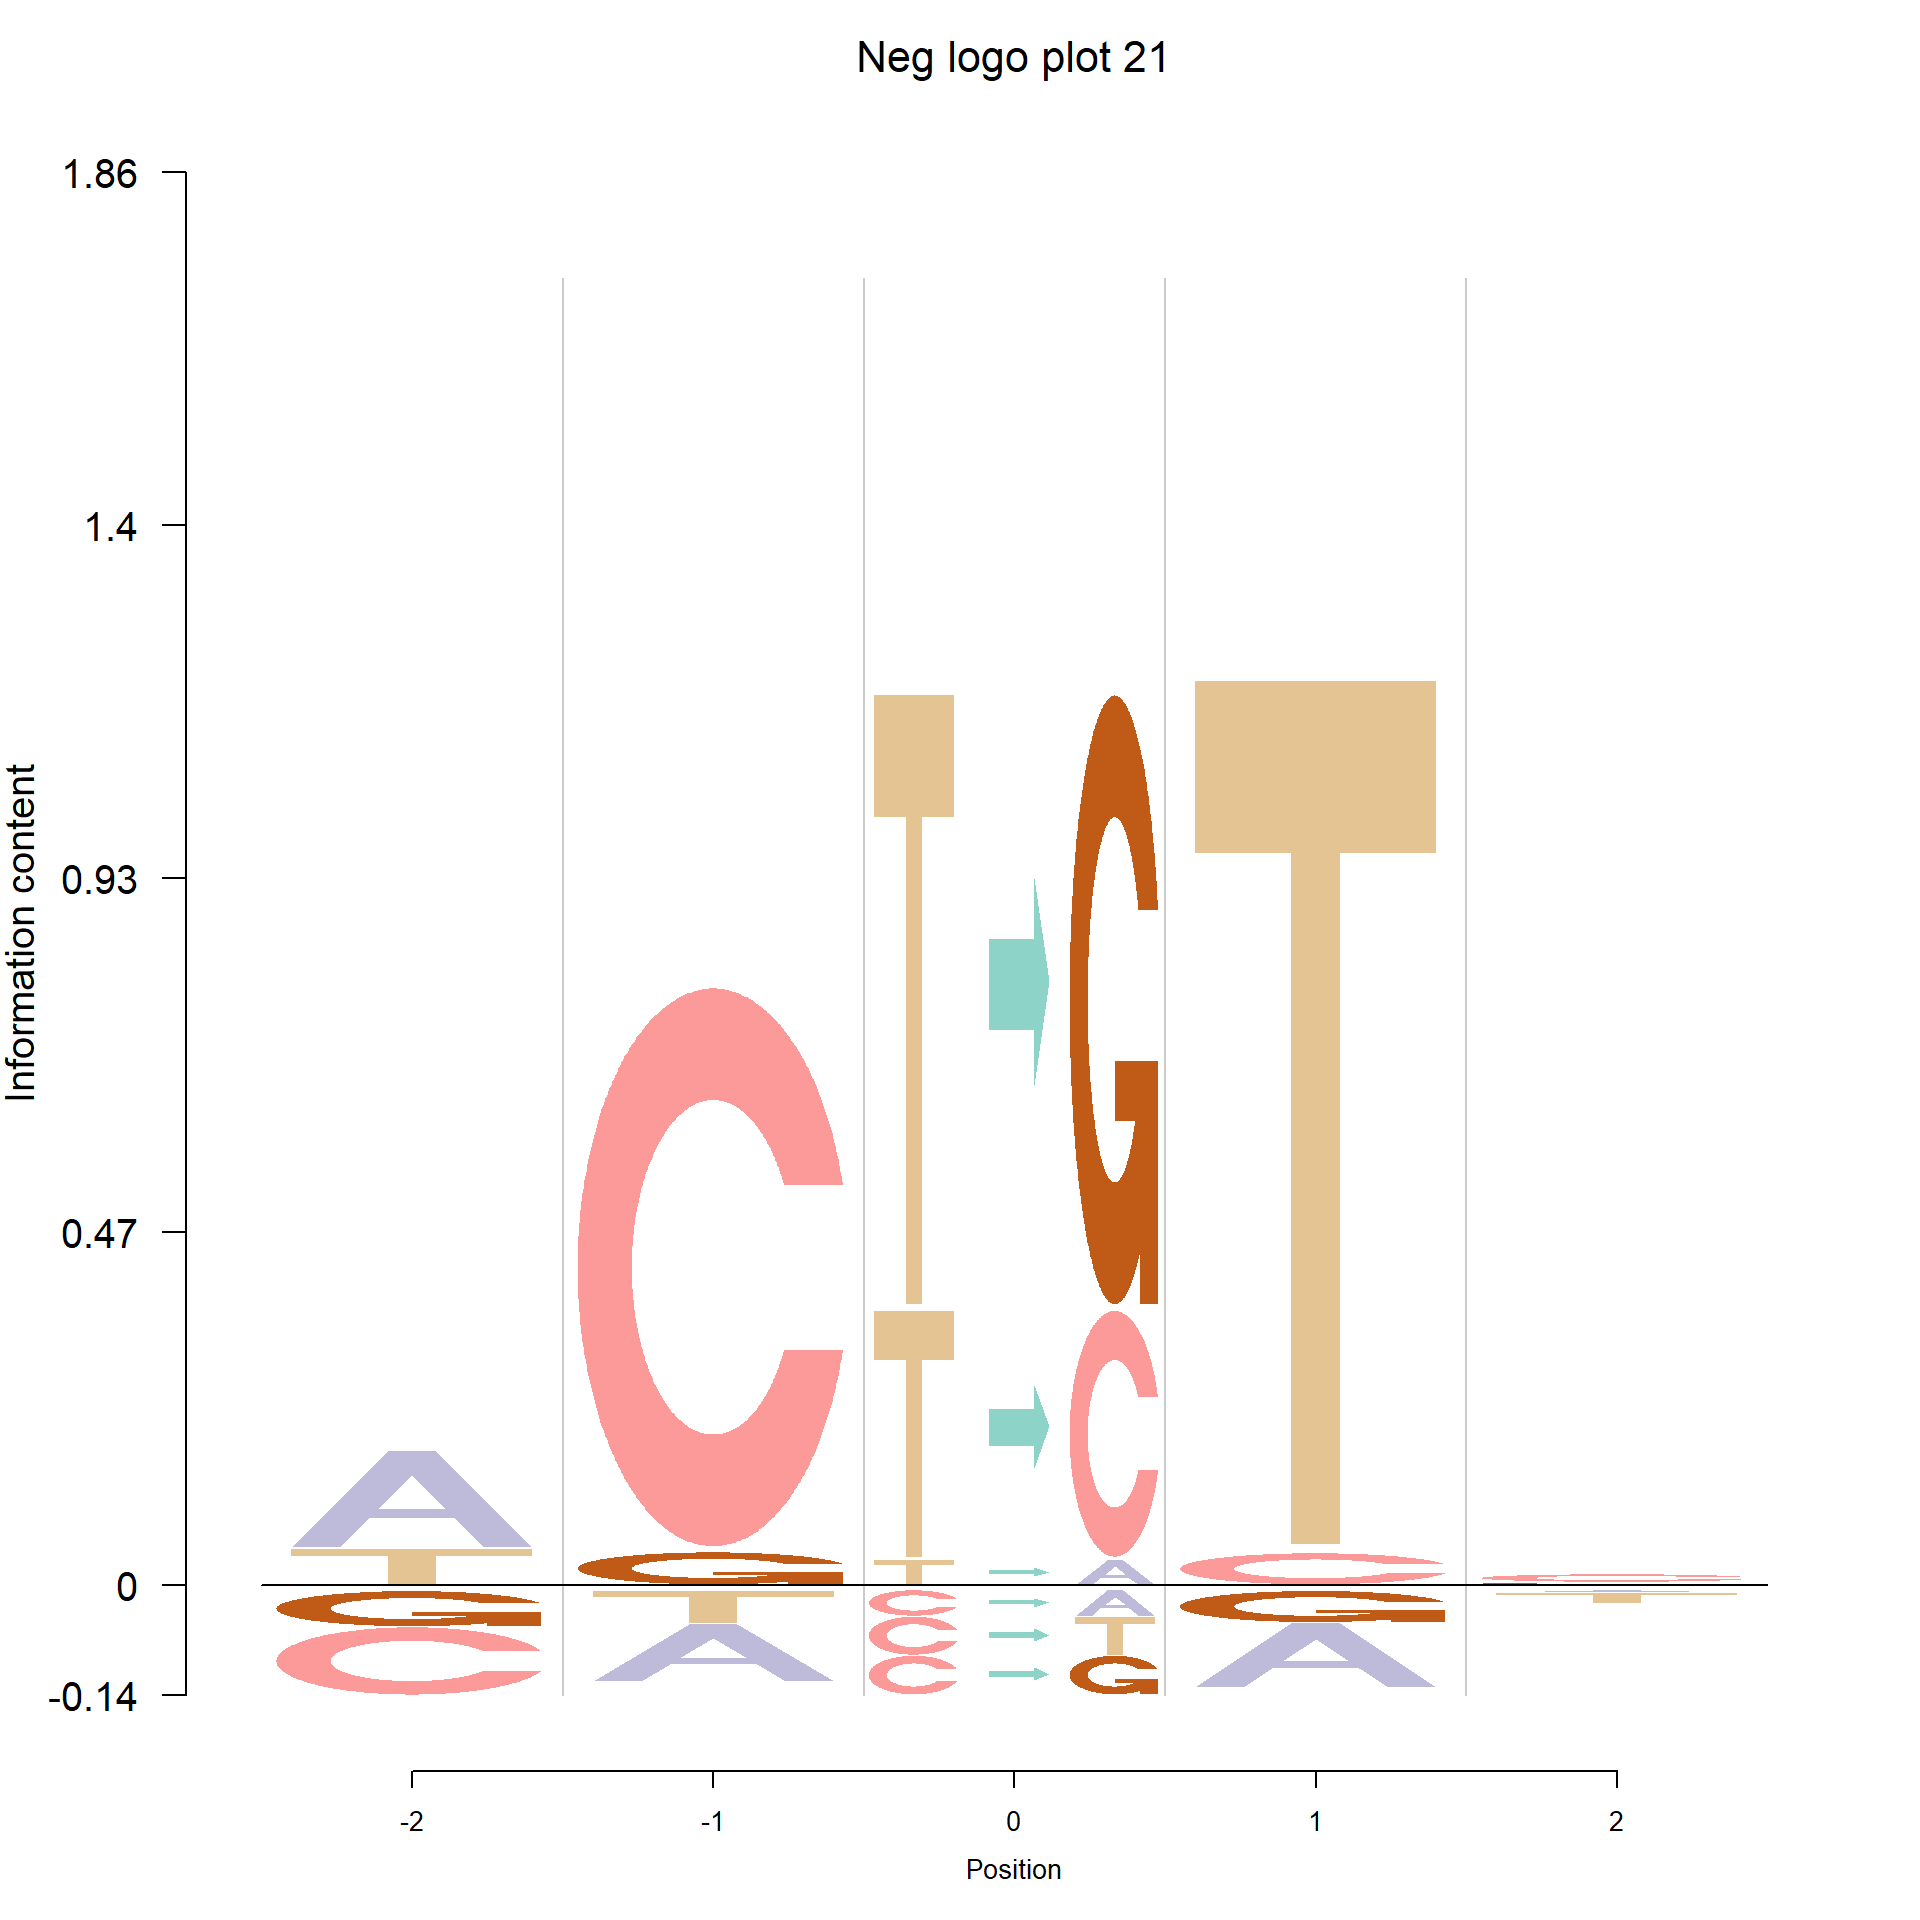 Neg logo plot 21
1.86
1.4
0.93
0.47
0
-0.14
Information content
A
T
G
C
C
G
T
A
T G
T C
T A
C A
C T
C G
T
C
G
A
C
T
-2 -1 0 1 2
Position